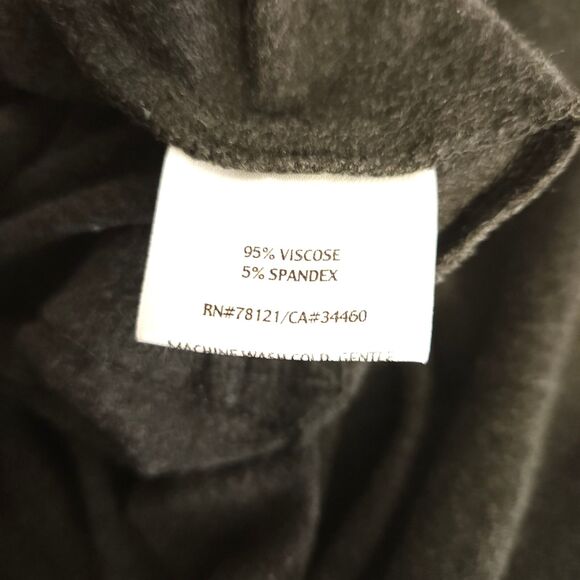 95% VISCOSE
5% SPANDEX
RN#78121/CA#34460
MACHINE WASH COLD, GENTLE